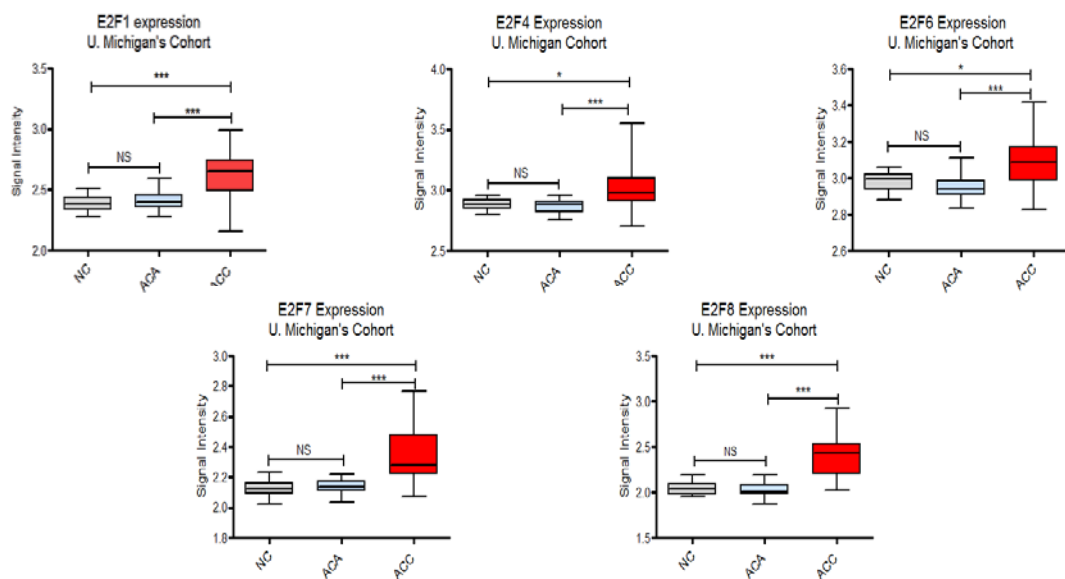 E2F1 expression
U. Michigan's Cohort
Signal Intensity
3.5
3.0
2.5
2.0
***
***
NS
NC
ACA
ACC
E2F4 Expression
U. Michigan Cohort
Signal Intensity
4.0
3.5
3.0
2.5
*
***
NS
NC
ACA
ACC
E2F6 Expression
U. Michigan's Cohort
Signal Intensity
3.6
3.4
3.2
3.0
2.8
2.6
*
***
NS
NC
ACA
ACC
E2F7 Expression
U. Michigan's Cohort
Signal Intensity
3.0
2.8
2.6
2.4
2.2
2.0
1.8
***
***
NS
NC
ACA
ACC
E2F8 Expression
U. Michigan's Cohort
Signal Intensity
3.5
3.0
2.5
2.0
1.5
***
***
NS
NC
ACA
ACC